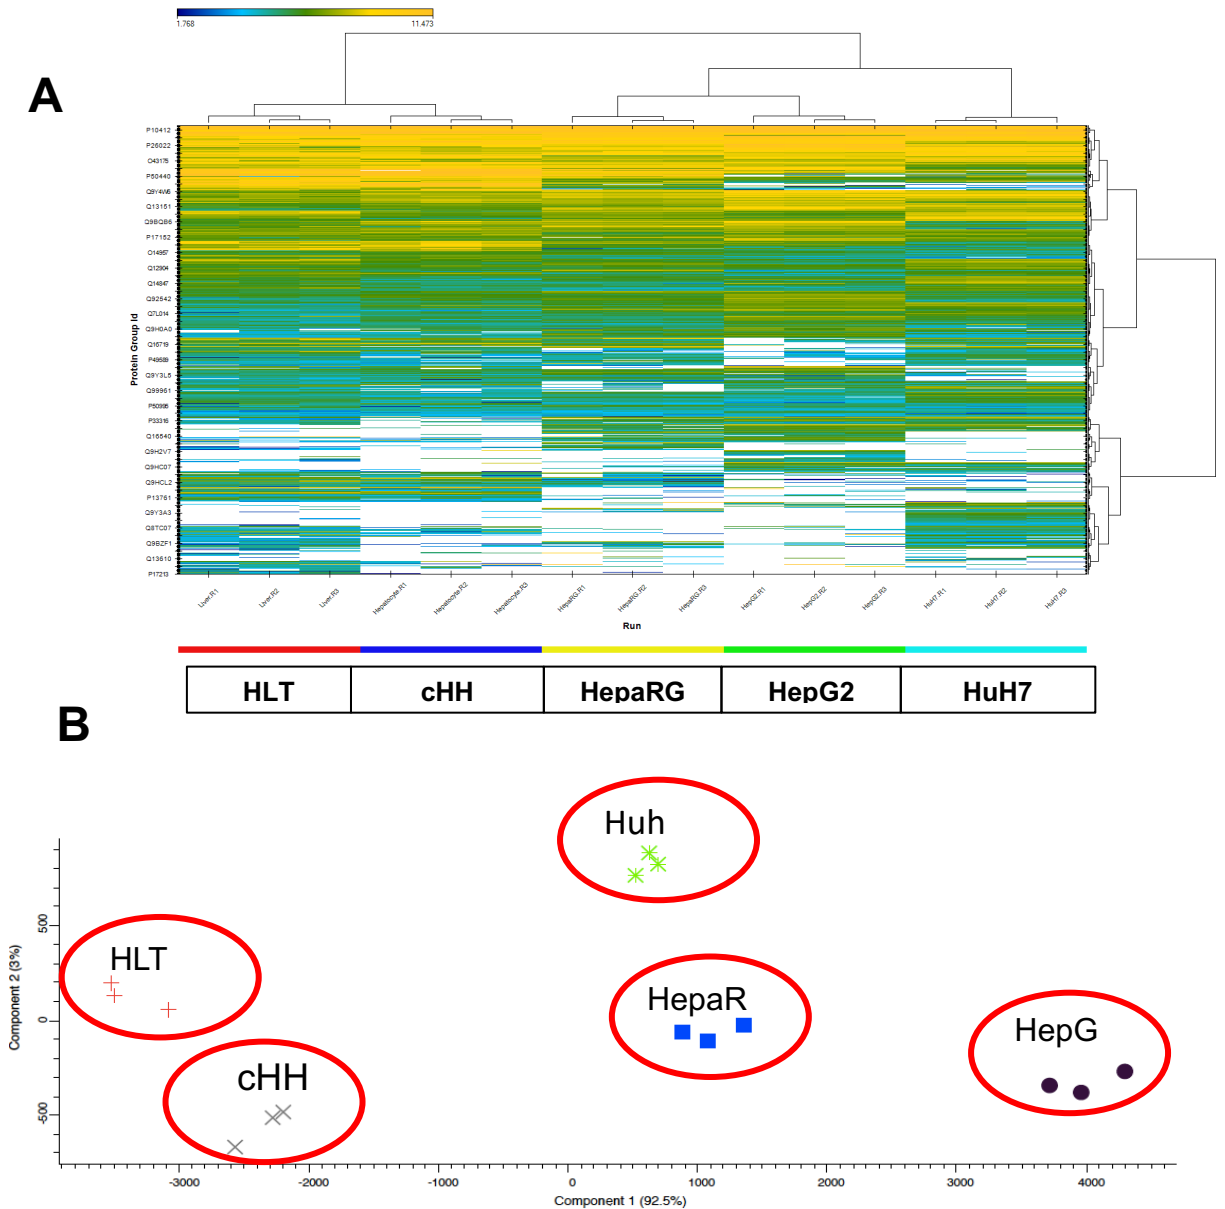 1.768 11.473
A
Protein Group Id
P10412
P26022
O43175
P50440
Q9Y4W6
Q13151
Q9BQB6
P17152
O14957
Q12904
Q14847
Q92542
Q7L014
Q9H0A0
Q16719
P49589
Q9Y3L5
Q99961
P50995
P33316
Q16540
Q9H2V7
Q9HC07
Q9HCL2
P13761
Q9Y3A3
Q8TC07
Q9BZF1
Q13610
P17213
Liver.R1 Liver.R2 Liver.R3 Hepatocyte.R1 Hepatocyte.R2 Hepatocyte.R3 HepaRG.R1 HepaRG.R2 HepaRG.R3 HepG2.R1 HepG2.R2 HepG2.R3 HuH7.R1 HuH7.R2 HuH7.R3
Run
HLT cHH HepaRG HepG2 HuH7
B
Huh
HLT
HepaR
HepG
cHH
Component 2 (3%)
500
0
-500
-3000 -2000 -1000 0 1000 2000 3000 4000
Component 1 (92.5%)